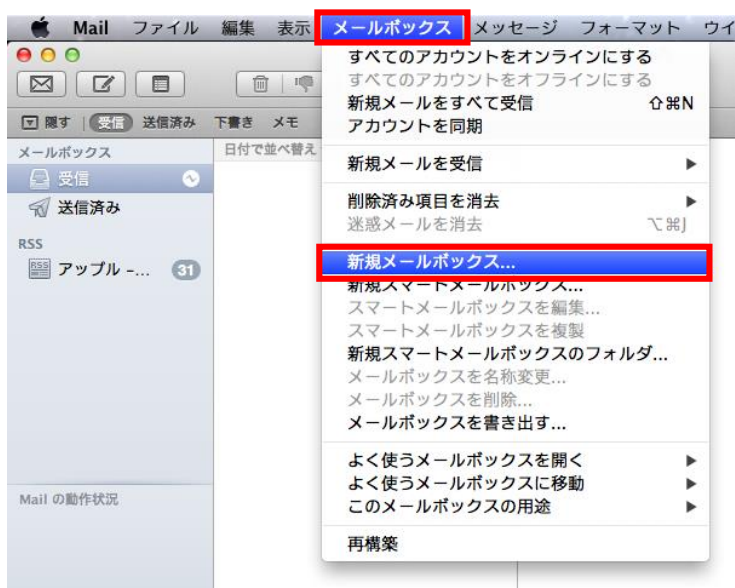 Mail ファイル 編集 表示 メールボックス メッセージ フォーマット ウイ
隠す 受信 送信済み 下書き メモ
日付で並べ替え
メールボックス
受信
送信済み
RSS
RSS アップル -... 31
Mail の動作状況
すべてのアカウントをオンラインにする
すべてのアカウントをオフラインにする
新規メールをすべて受信 ⇧⌘N
アカウントを同期
新規メールを受信 ▶
削除済み項目を消去 ▶
迷惑メールを消去 ⌥⌘J
新規メールボックス...
新規スマートメールボックス...
スマートメールボックスを編集...
スマートメールボックスを複製
新規スマートメールボックスのフォルダ...
メールボックスを名称変更...
メールボックスを削除...
メールボックスを書き出す...
よく使うメールボックスを開く ▶
よく使うメールボックスに移動 ▶
このメールボックスの用途 ▶
再構築